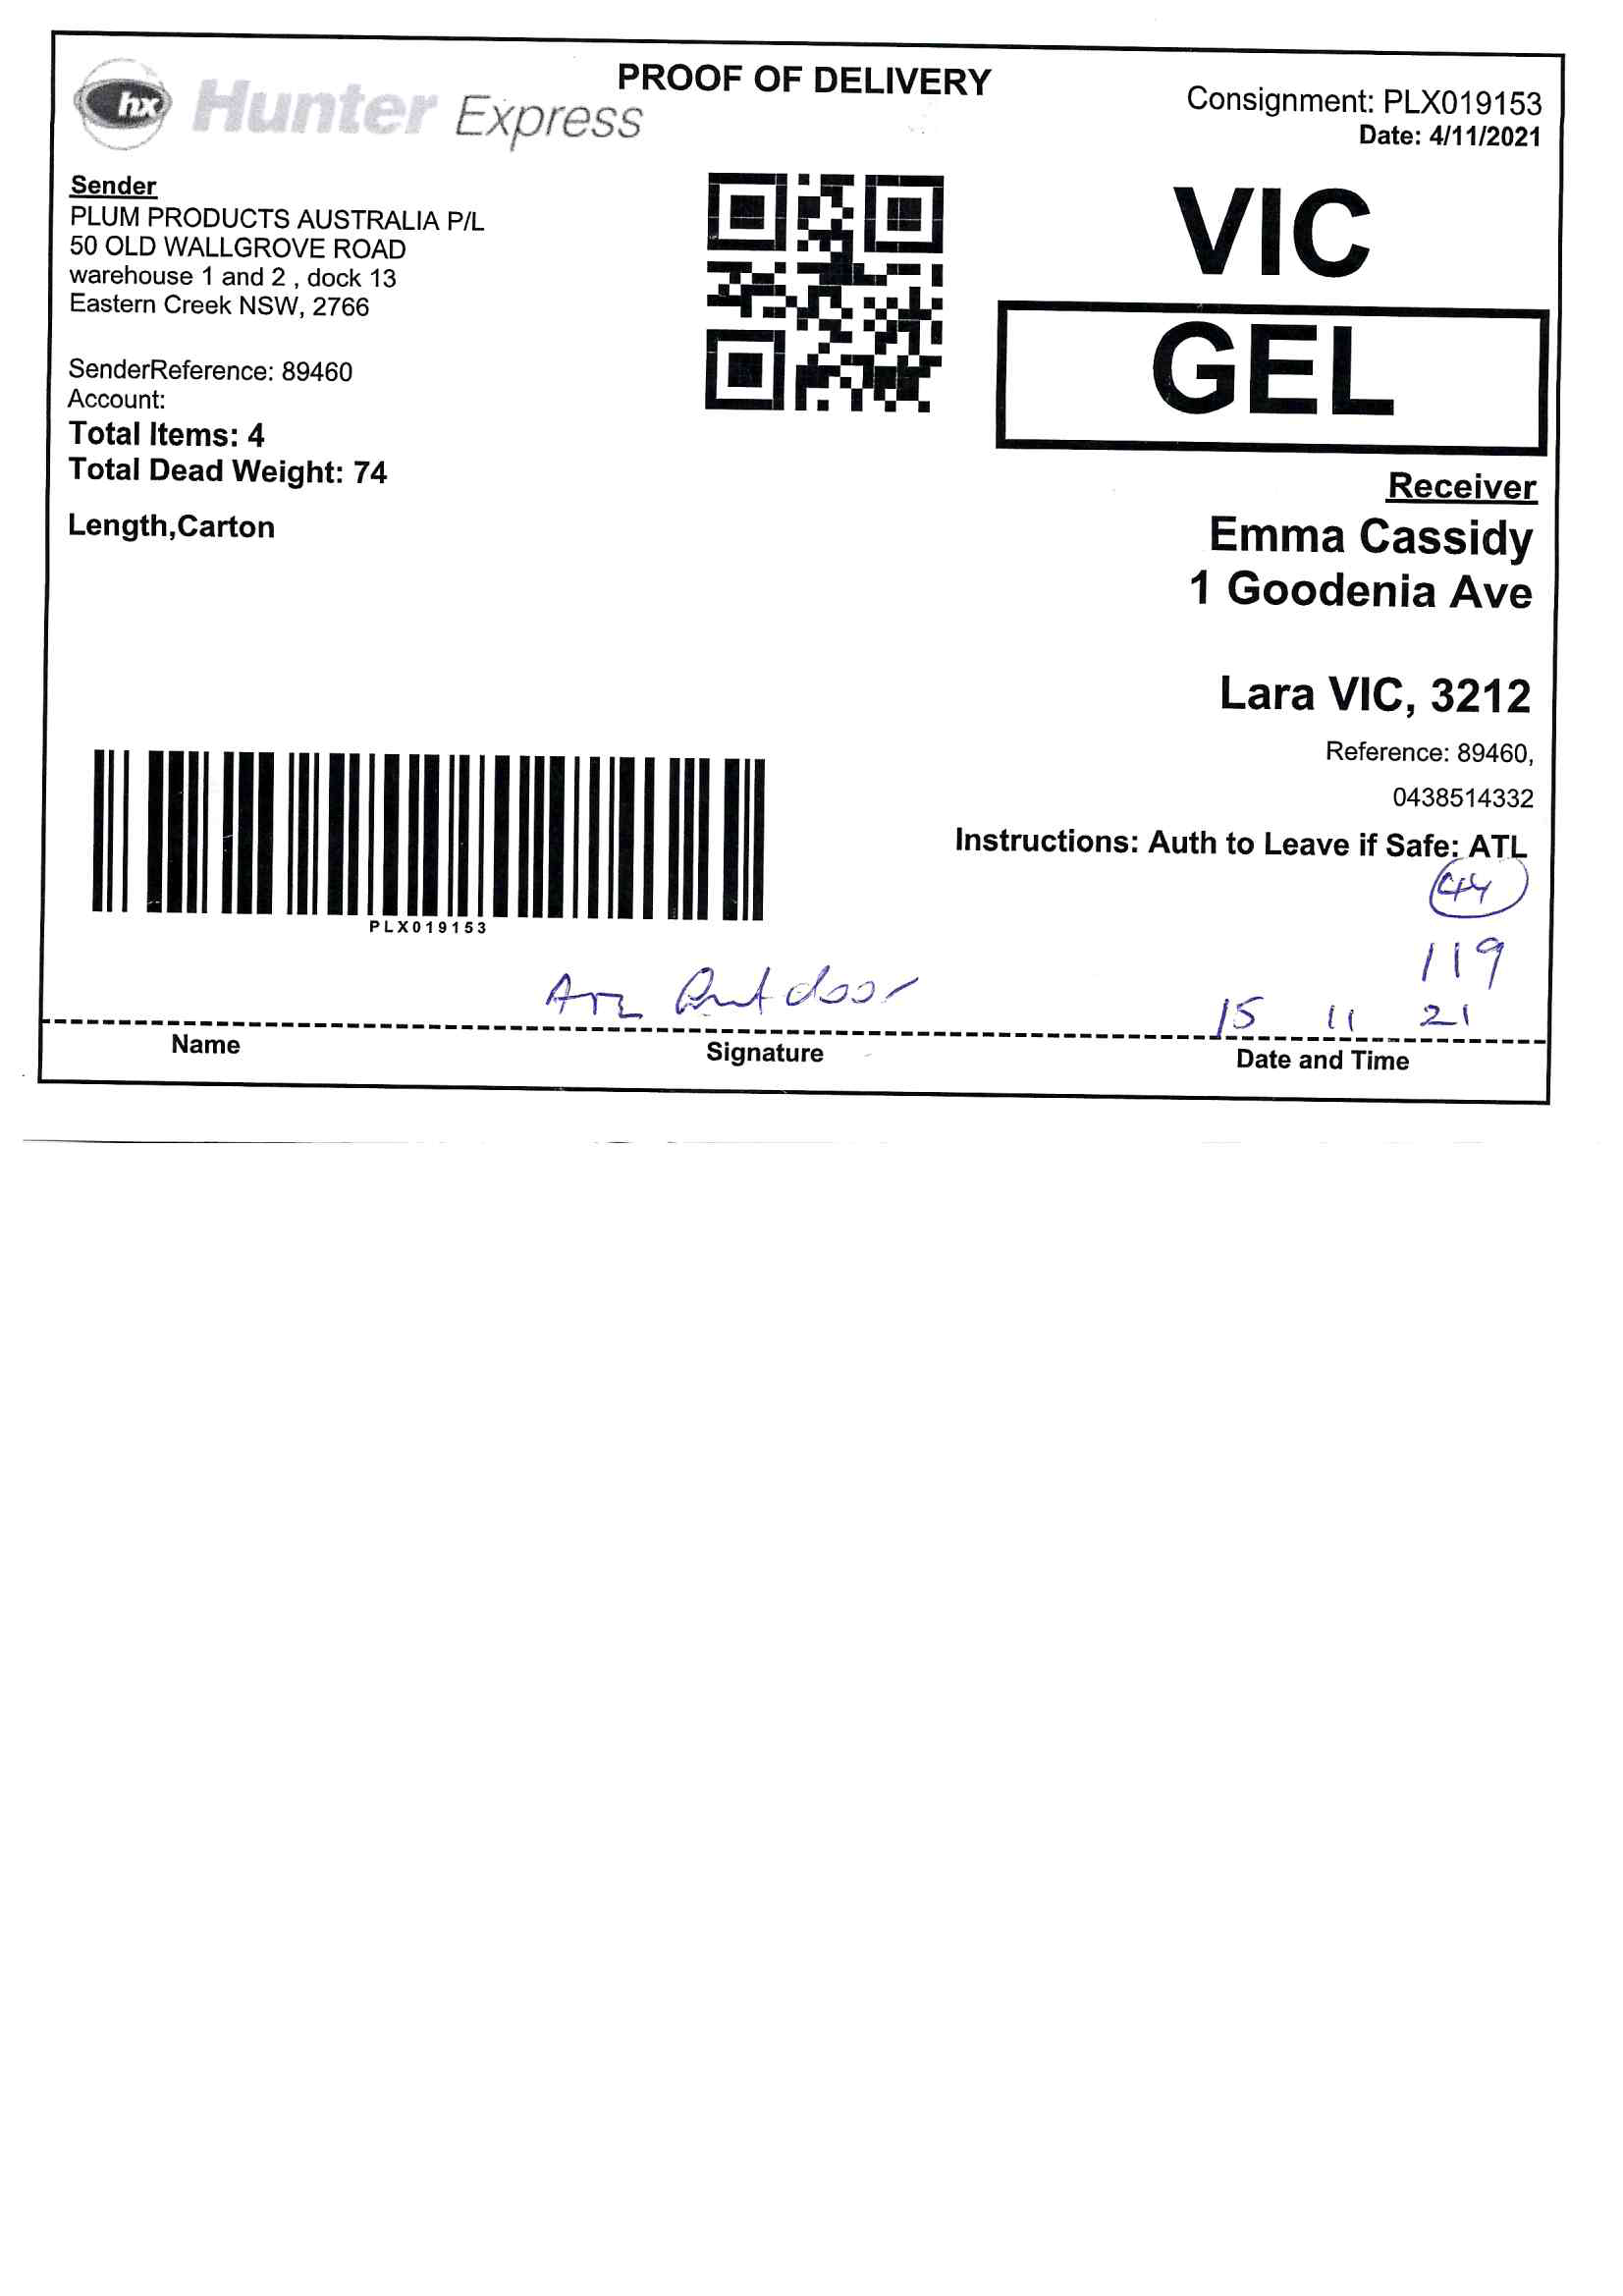 PROOF OF DELIVERY
hx Hunter Express
Consignment: PLX019153
Date: 4/11/2021
Sender
PLUM PRODUCTS AUSTRALIA P/L
50 OLD WALLGROVE ROAD
warehouse 1 and 2 , dock 13
Eastern Creek NSW, 2766
SenderReference: 89460
Account:
Total Items: 4
Total Dead Weight: 74
Length,Carton
VIC
GEL
Receiver
Emma Cassidy
1 Goodenia Ave
Lara VIC, 3212
Reference: 89460,
0438514332
Instructions: Auth to Leave if Safe: ATL
44
PLX019153
119
ATL door
15 11 21
Name
Signature
Date and Time